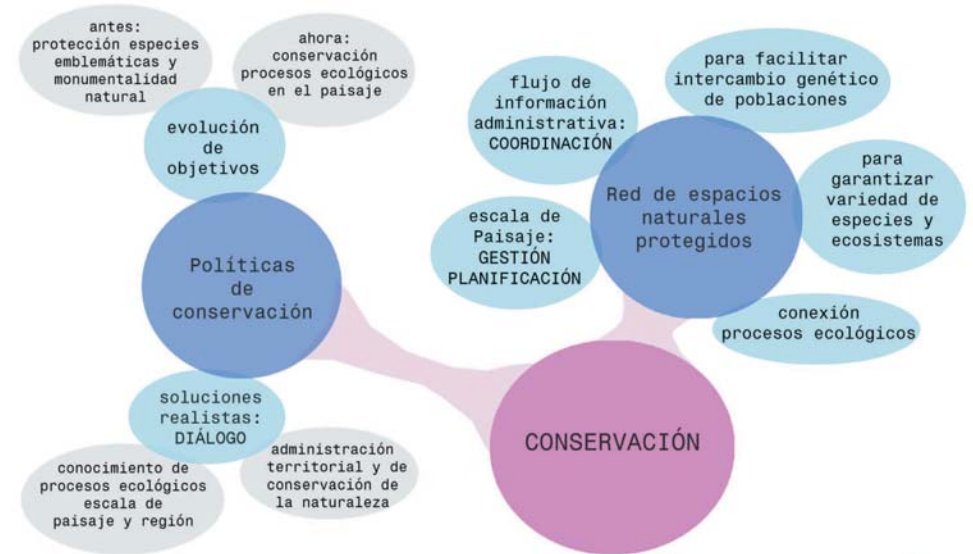 antes:
protección especies
emblemáticas y
monumentalidad
natural
ahora:
conservación
procesos ecológicos
en el paisaje
evolución
de
objetivos
Políticas
de
conservación
soluciones
realistas:
DIÁLOGO
conocimiento de
procesos ecológicos
escala de
paisaje y región
administración
territorial y de
conservación de
la naturaleza
flujo de
información
administrativa:
COORDINACIÓN
para facilitar
intercambio genético
de poblaciones
Red de espacios
naturales
protegidos
para
garantizar
variedad de
especies y
ecosistemas
escala de
Paisaje:
GESTIÓN
PLANIFICACIÓN
conexión
procesos ecológicos
CONSERVACIÓN